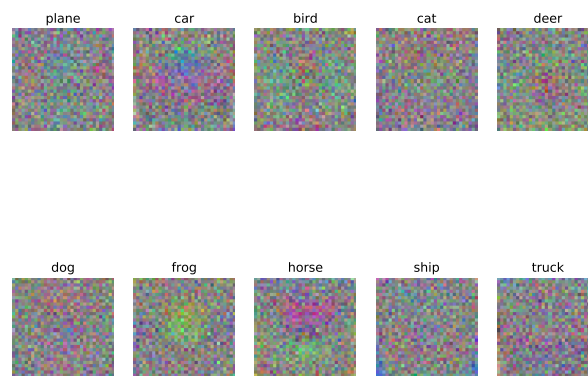 plane car bird cat deer
dog frog horse ship truck